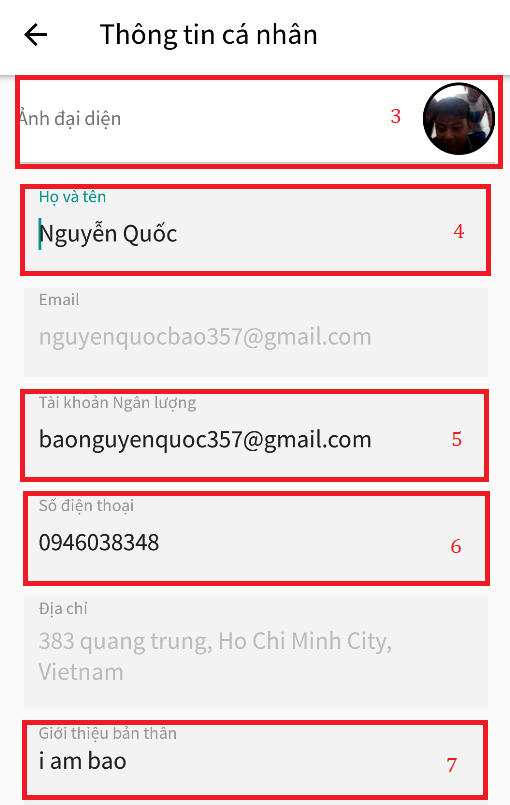 Thông tin cá nhân
Ảnh đại diện
3
Họ và tên
Nguyễn Quốc
4
Email
nguyenquocbao357@gmail.com
Tài khoản Ngân lượng
baonguyenquoc357@gmail.com
5
Số điện thoại
0946038348
6
Địa chỉ
383 quang trung, Ho Chi Minh City,
Vietnam
Giới thiệu bản thân
i am bao
7